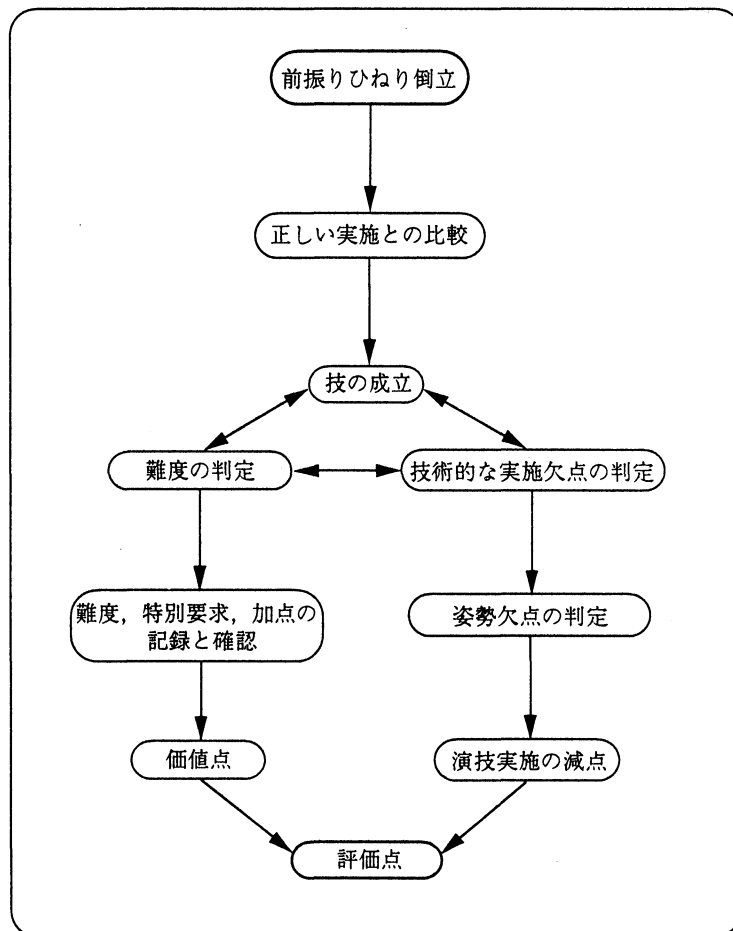 前振りひねり倒立
正しい実施との比較
技の成立
難度の判定
技術的な実施欠点の判定
難度，特別要求，加点の
記録と確認
姿勢欠点の判定
価値点
演技実施の減点
評価点